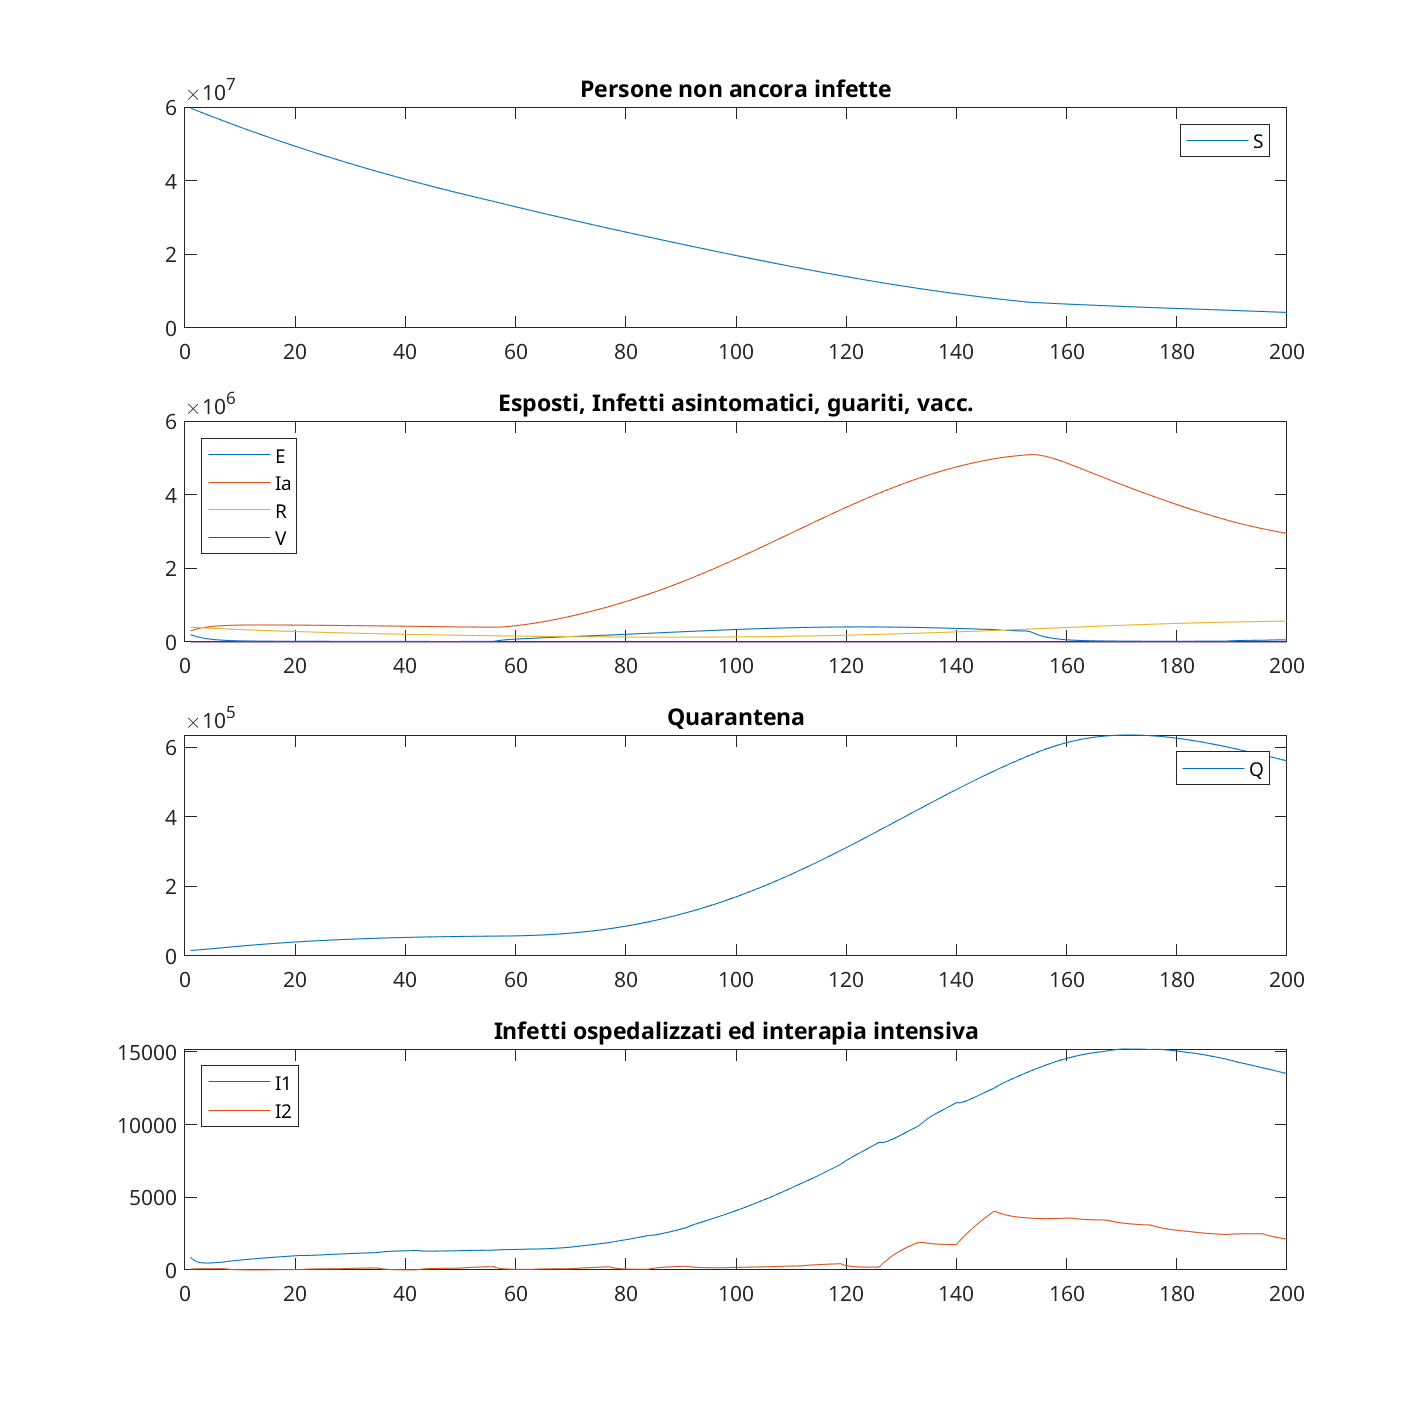 Persone non ancora infette
×10^7
6
4
2
0
S
0 20 40 60 80 100 120 140 160 180 200
Esposti, Infetti asintomatici, guariti, vacc.
×10^6
6
4
2
0
E
Ia
R
V
0 20 40 60 80 100 120 140 160 180 200
Quarantena
×10^5
6
4
2
0
Q
0 20 40 60 80 100 120 140 160 180 200
Infetti ospedalizzati ed interapia intensiva
15000
10000
5000
0
I1
I2
0 20 40 60 80 100 120 140 160 180 200